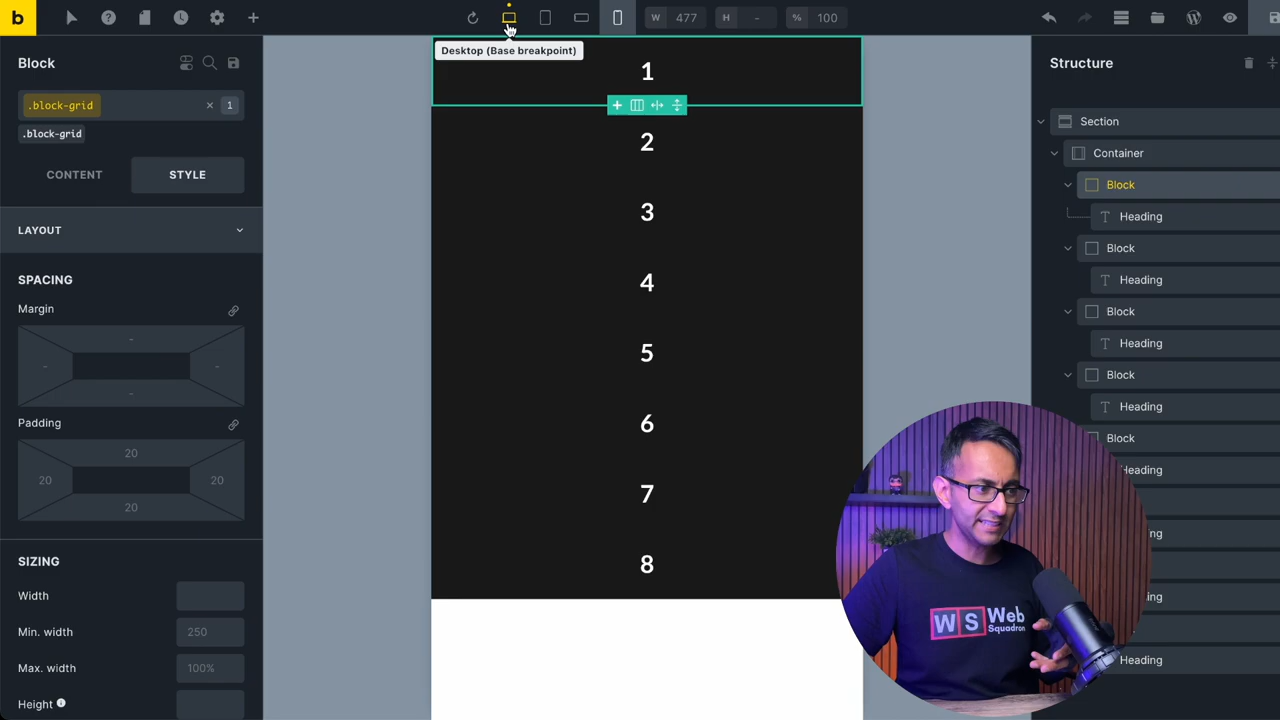 b
W 477 H - % 100
Desktop (Base breakpoint)
Block
.block-grid × 1
.block-grid
CONTENT STYLE
LAYOUT
SPACING
Margin
-
- -
-
Padding
20
20 20
20
SIZING
Width
Min. width 250
Max. width 100%
Height
1
2
3
4
5
6
7
8
Structure
Section
Container
Block
Heading
Block
Heading
Block
Heading
Block
Heading
Block
Heading
Heading
W S Web
Squadron